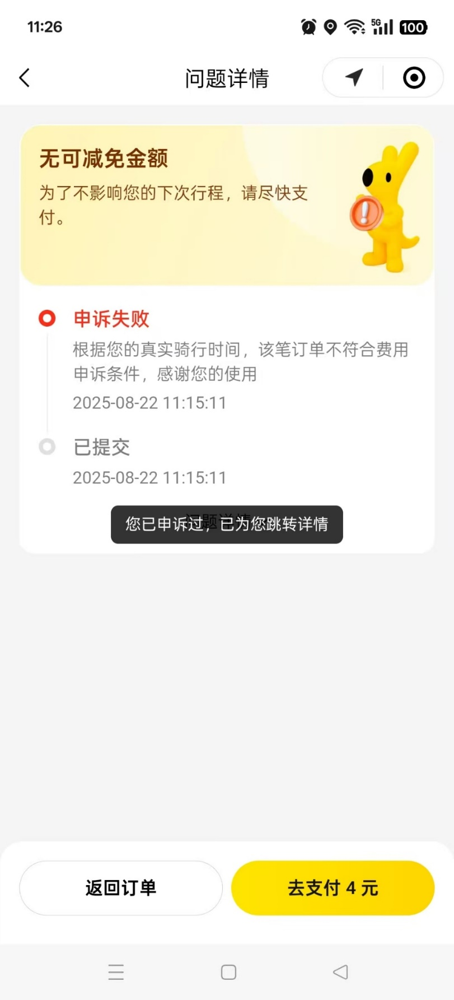 11:26
5G
100
问题详情
无可减免金额
为了不影响您的下次行程，请尽快支
付。
申诉失败
根据您的真实骑行时间，该笔订单不符合费用
申诉条件，感谢您的使用
2025-08-22 11:15:11
已提交
2025-08-22 11:15:11
您已申诉过，已为您跳转详情
返回订单
去支付 4 元